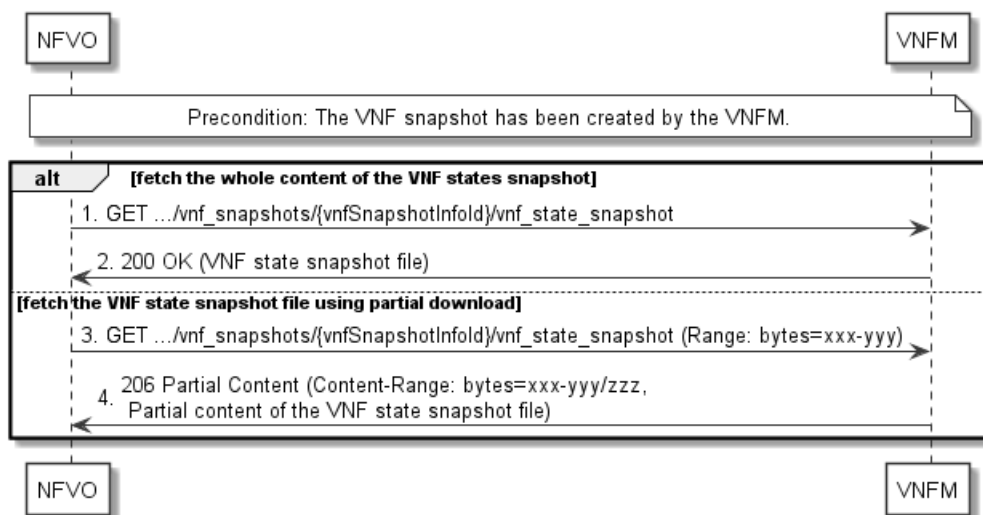 NFVO VNFM
Precondition: The VNF snapshot has been created by the VNFM.
alt [fetch the whole content of the VNF states snapshot]
1. GET .../vnf_snapshots/{vnfSnapshotInfoId}/vnf_state_snapshot
2. 200 OK (VNF state snapshot file)
[fetch the VNF state snapshot file using partial download]
3. GET .../vnf_snapshots/{vnfSnapshotInfoId}/vnf_state_snapshot (Range: bytes=xxx-yyy)
4. 206 Partial Content (Content-Range: bytes=xxx-yyy/zzz,
Partial content of the VNF state snapshot file)
NFVO VNFM